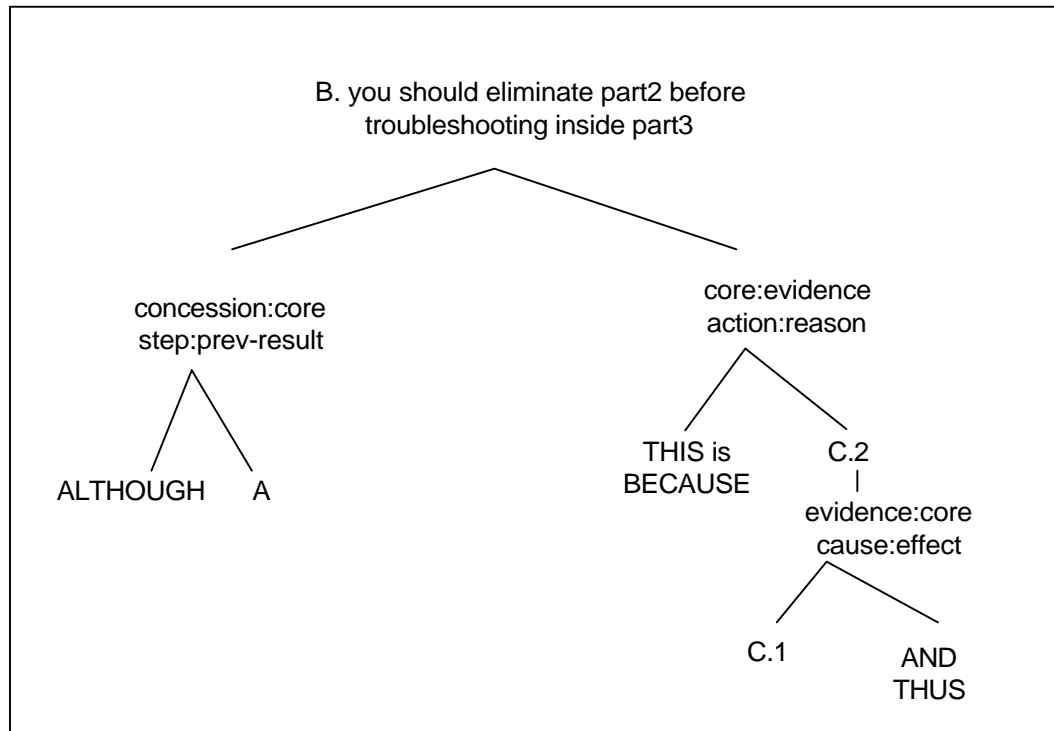 B. you should eliminate part2 before
troubleshooting inside part3
concession:core
step:prev-result
core:evidence
action:reason
ALTHOUGH
A
THIS is
BECAUSE
C.2
evidence:core
cause:effect
C.1
AND
THUS